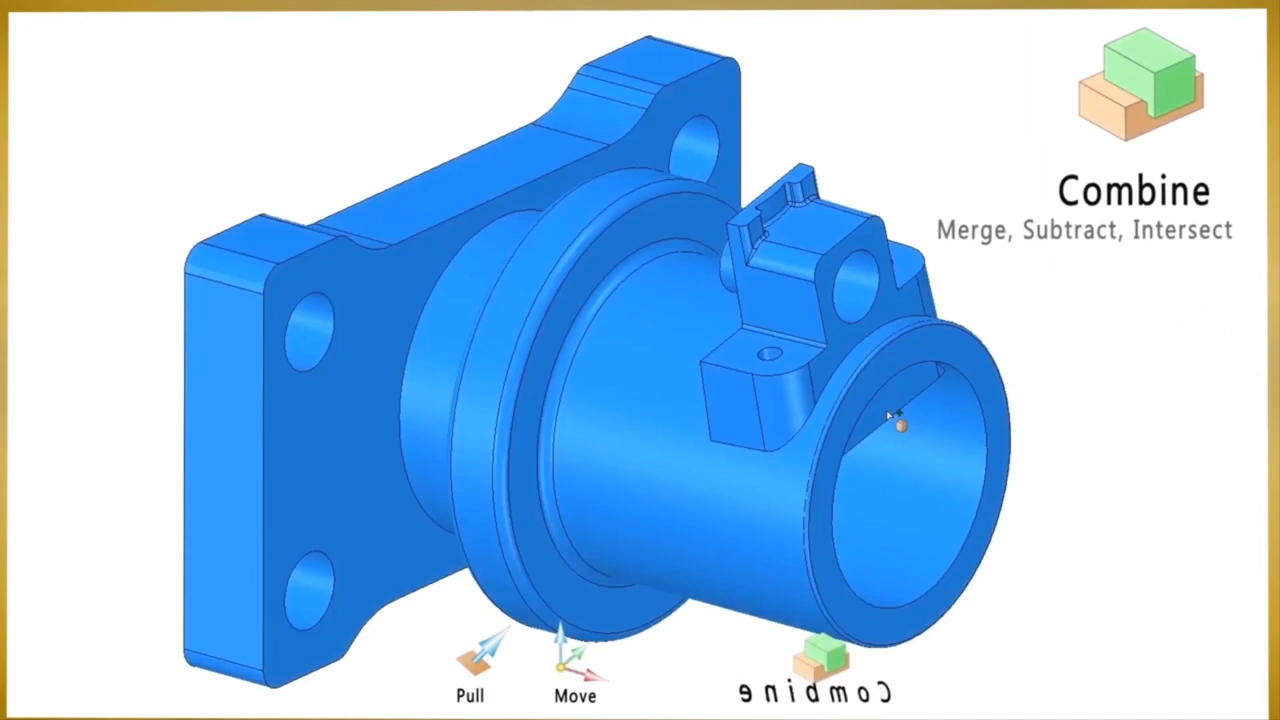 Combine
Merge, Subtract, Intersect
Pull
Move
Combine